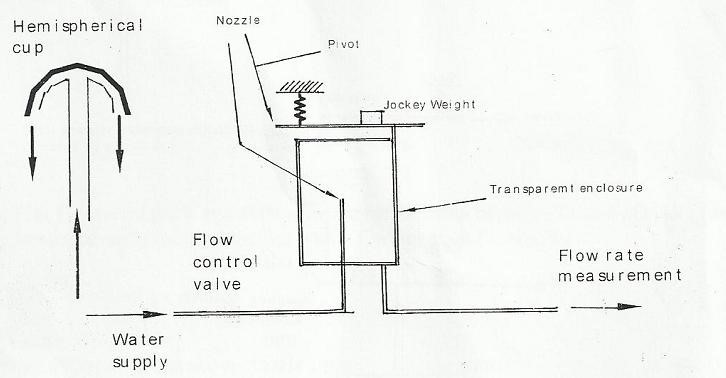 Hemispherical
cup
Nozzle
Pivot
Jockey Weight
Transparemt enclosure
Flow
control
valve
Flow rate
measurement
Water
supply